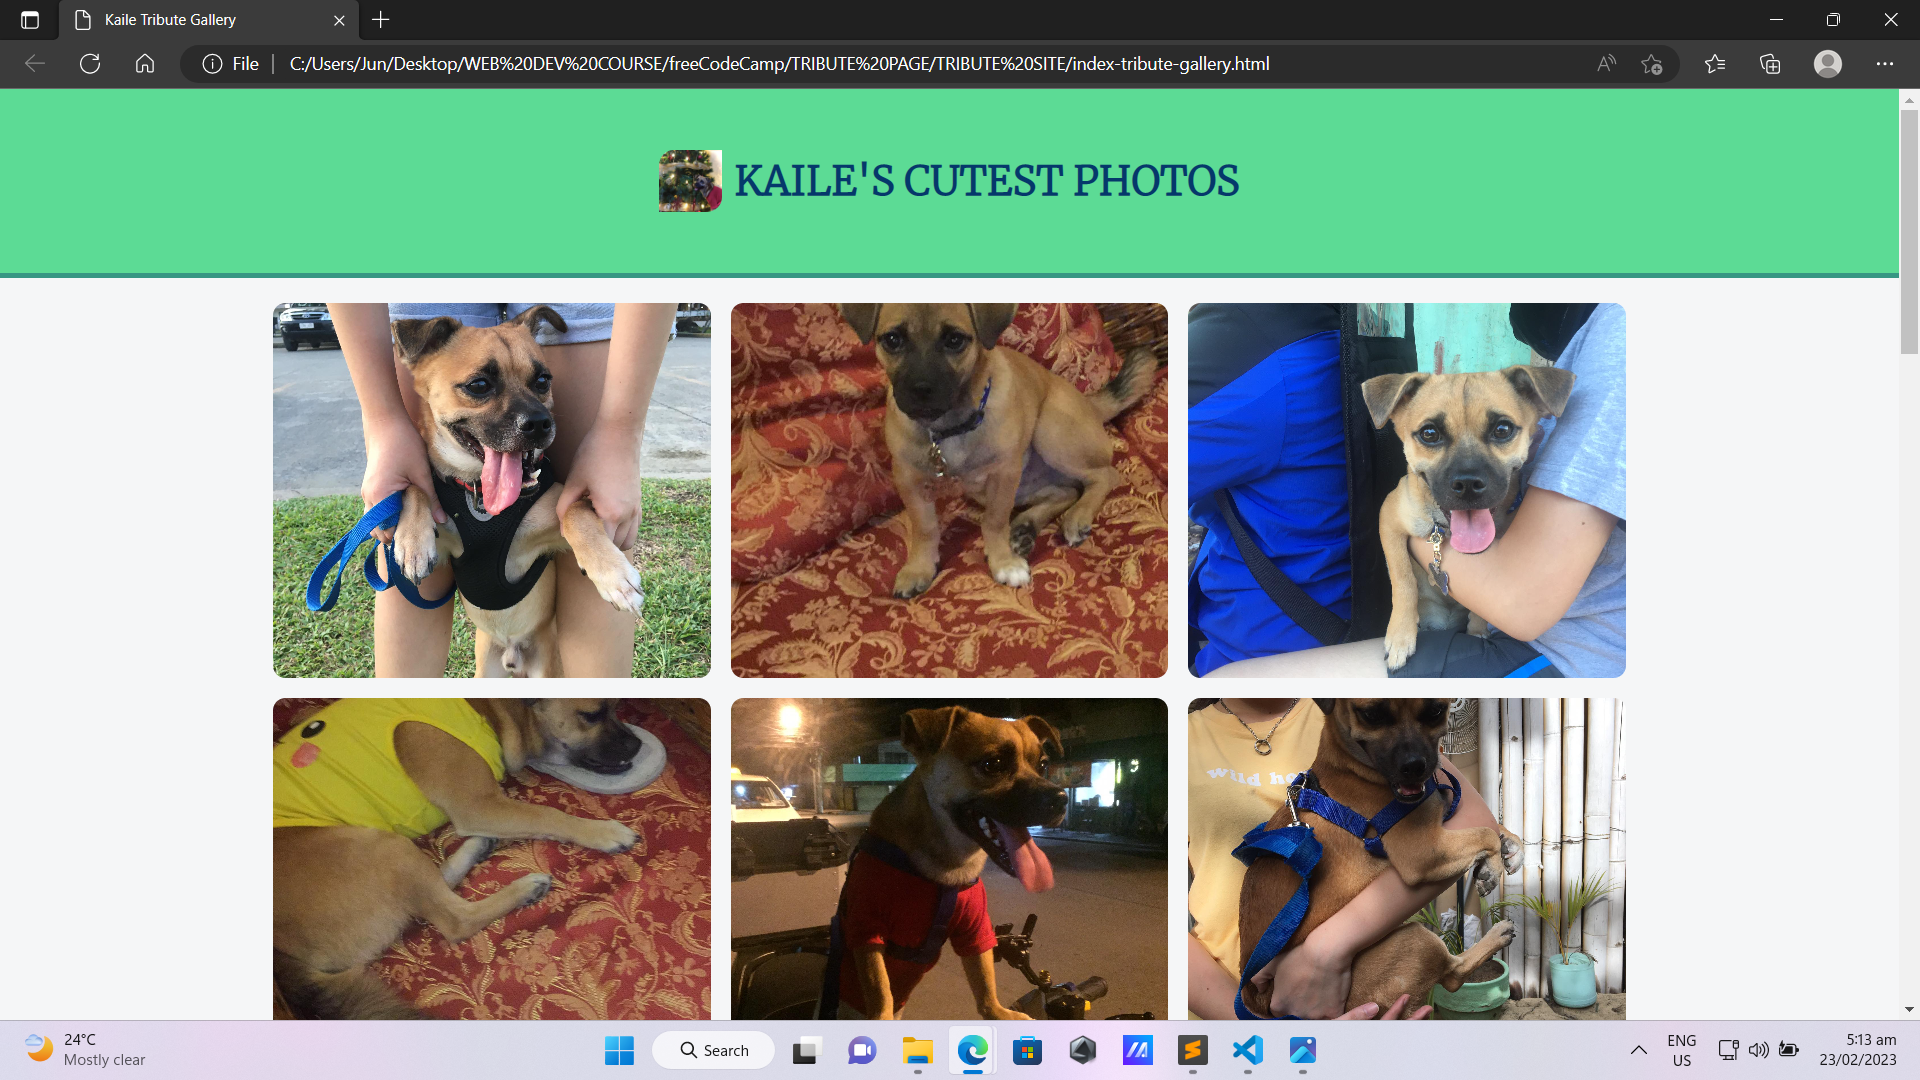 Kaile Tribute Gallery
File
C:/Users/Jun/Desktop/WEB%20DEV%20COURSE/freeCodeCamp/TRIBUTE%20PAGE/TRIBUTE%20SITE/index-tribute-gallery.html
KAILE'S CUTEST PHOTOS
wild
24°C
Mostly clear
Search
ENG
US
5:13 am
23/02/2023